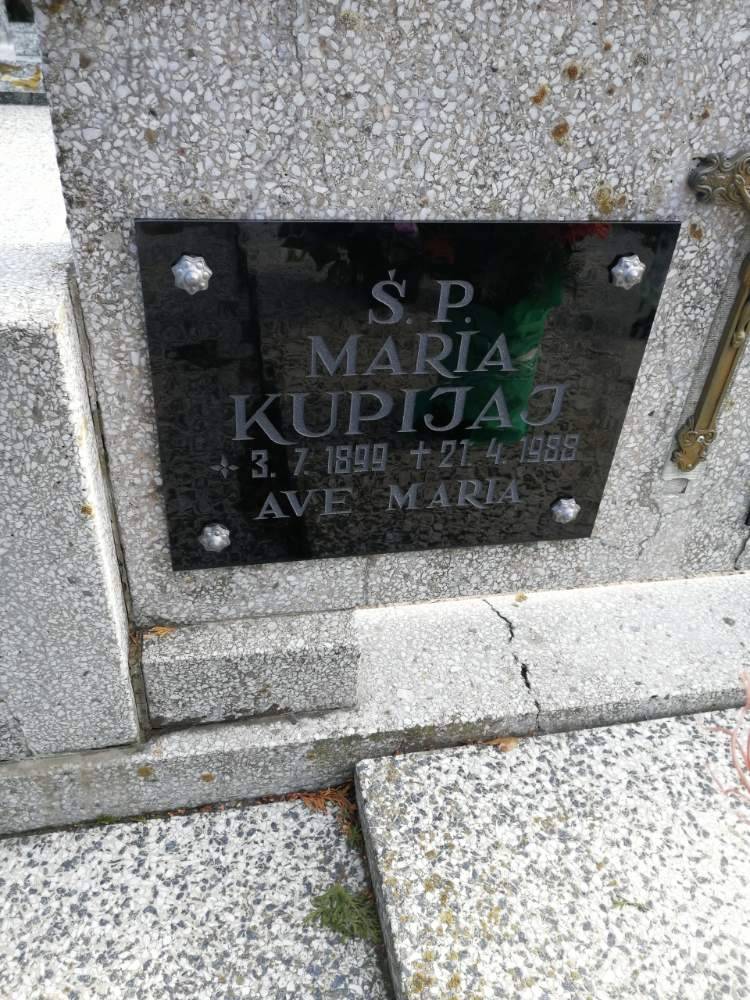 Ś. P.
MARIA
KUPIJAJ
✧ 3. 7. 1899 ✝ 21. 4. 1988
AVE MARIA